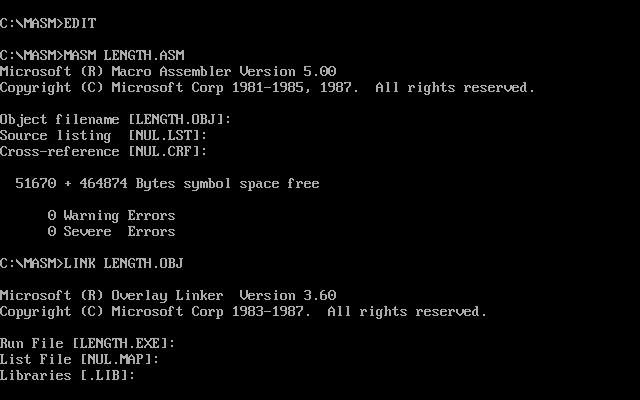 C:\MASM>EDIT
C:\MASM>MASM LENGTH.ASM
Microsoft (R) Macro Assembler Version 5.00
Copyright (C) Microsoft Corp 1981-1985, 1987.  All rights reserved.
Object filename [LENGTH.OBJ]:
Source listing  [NUL.LST]:
Cross-reference [NUL.CRF]:
  51670 + 464874 Bytes symbol space free
      0 Warning Errors
      0 Severe  Errors
C:\MASM>LINK LENGTH.OBJ
Microsoft (R) Overlay Linker  Version 3.60
Copyright (C) Microsoft Corp 1983-1987.  All rights reserved.
Run File [LENGTH.EXE]:
List File [NUL.MAP]:
Libraries [.LIB]: